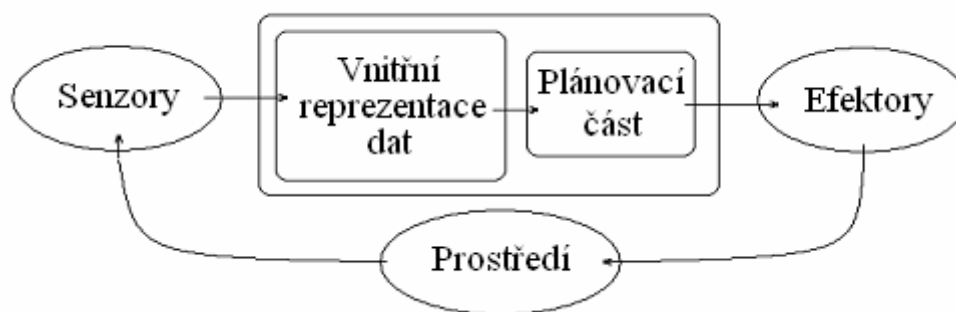 Senzory
Vnitřní
reprezentace
dat
Plánovací
část
Efektory
Prostředí